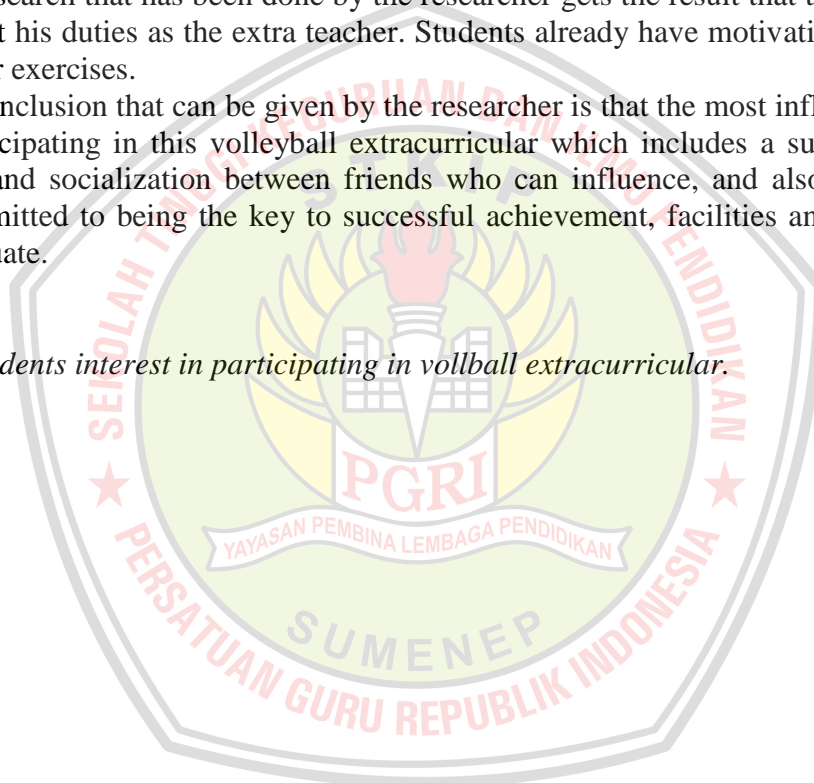 search that has been done by the researcher gets the result that t
t his duties as the extra teacher. Students already have motivati
r exercises.
nclusion that can be given by the researcher is that the most infl
cipating in this volleyball extracurricular which includes a su
and socialization between friends who can influence, and also
mitted to being the key to successful achievement, facilities an
uate.
dents interest in participating in vollball extracurricular.
SEKOLAH TINGGI KEGURUAN DAN ILMU PENDIDIKAN
STKIP
PGRI
YAYASAN PEMBINA LEMBAGA PENDIDIKAN
SUMENEP
PERSATUAN GURU REPUBLIK INDONESIA